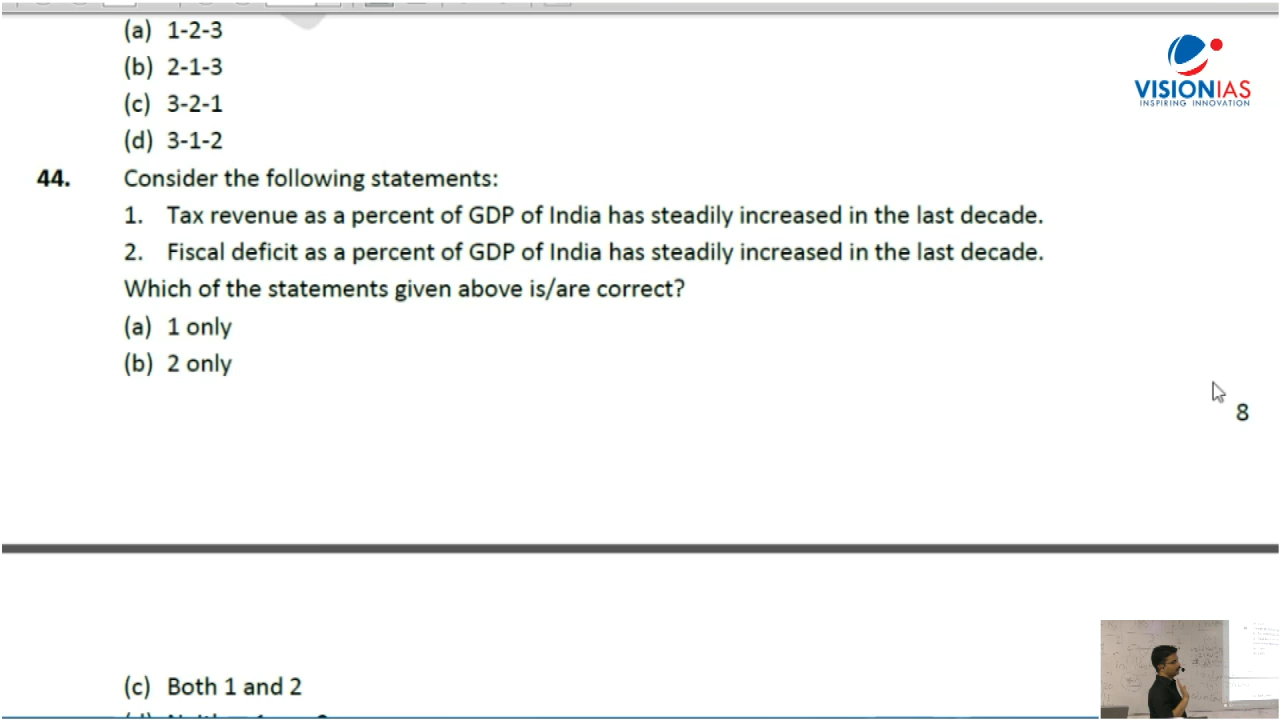 (a) 1-2-3
(b) 2-1-3
VISIONIAS
INSPIRING INNOVATION
(c) 3-2-1
(d) 3-1-2
44. Consider the following statements:
1. Tax revenue as a percent of GDP of India has steadily increased in the last decade.
2. Fiscal deficit as a percent of GDP of India has steadily increased in the last decade.
Which of the statements given above is/are correct?
(a) 1 only
(b) 2 only
8
(c) Both 1 and 2